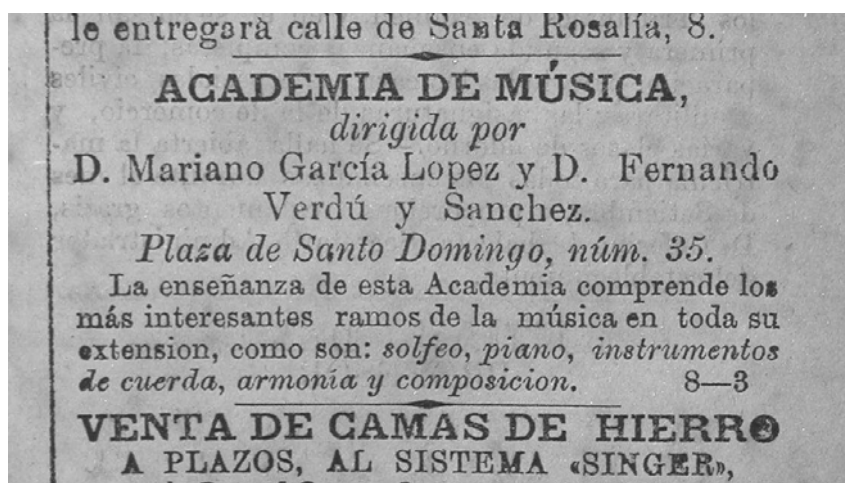 le entregará calle de Santa Rosalía, 8.
ACADEMIA DE MÚSICA,
dirigida por
D. Mariano García Lopez y D. Fernando
Verdú y Sanchez.
Plaza de Santo Domingo, núm. 35.
La enseñanza de esta Academia comprende los
más interesantes ramos de la música en toda su
extension, como son: solfeo, piano, instrumentos
de cuerda, armonía y composicion. 8—3
VENTA DE CAMAS DE HIERRO
A PLAZOS, AL SISTEMA «SINGER»,